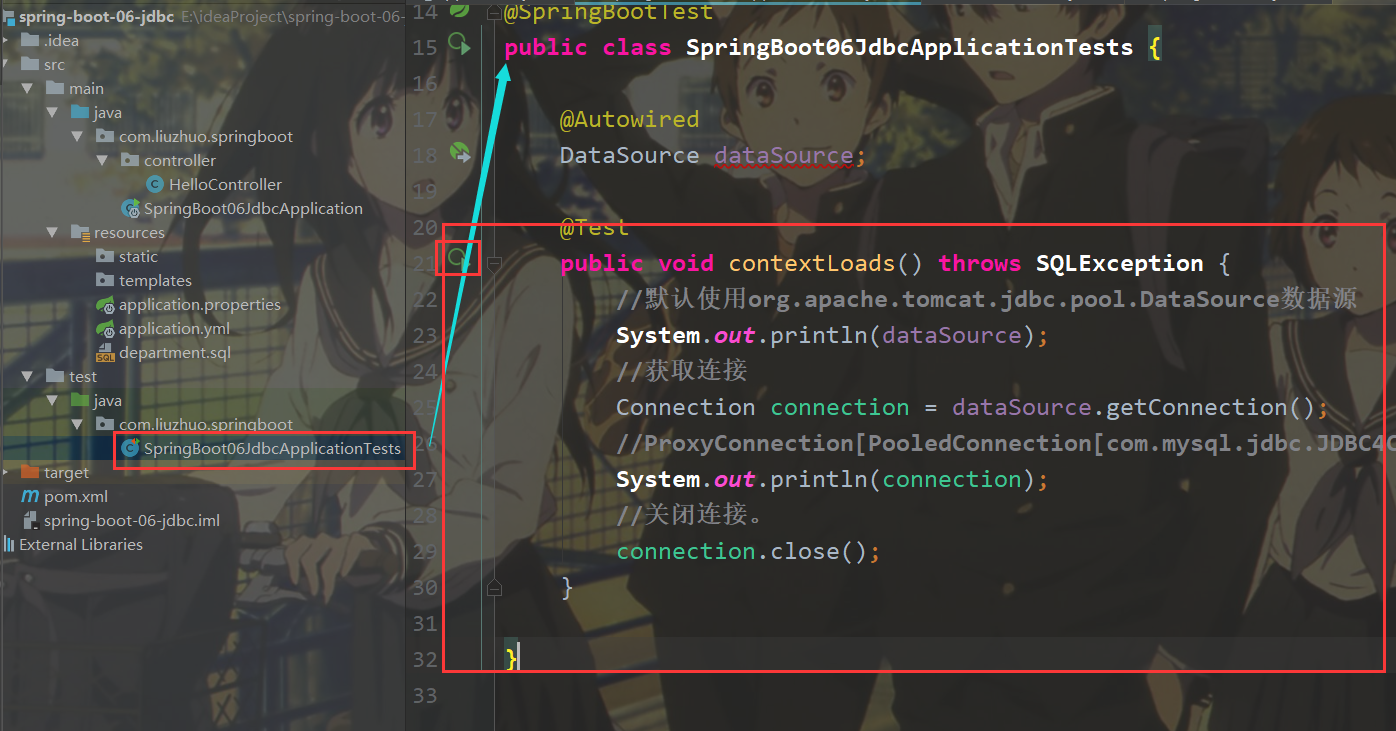 spring-boot-06-jdbc E:\ideaProject\spring-boot-06-
.idea
src
main
java
com.liuzhuo.springboot
controller
HelloController
SpringBoot06JdbcApplication
resources
static
templates
application.properties
application.yml
department.sql
test
java
com.liuzhuo.springboot
SpringBoot06JdbcApplicationTests
target
pom.xml
spring-boot-06-jdbc.iml
External Libraries
14 @SpringBootTest
15 public class SpringBoot06JdbcApplicationTests {
16
17 @Autowired
18 DataSource dataSource;
19
20 @Test
21 public void contextLoads() throws SQLException {
22 //默认使用org.apache.tomcat.jdbc.pool.DataSource数据源
23 System.out.println(dataSource);
24 //获取连接
25 Connection connection = dataSource.getConnection();
26 //ProxyConnection[PooledConnection[com.mysql.jdbc.JDBC4C
27 System.out.println(connection);
28 //关闭连接。
29 connection.close();
30 }
31
32 }
33